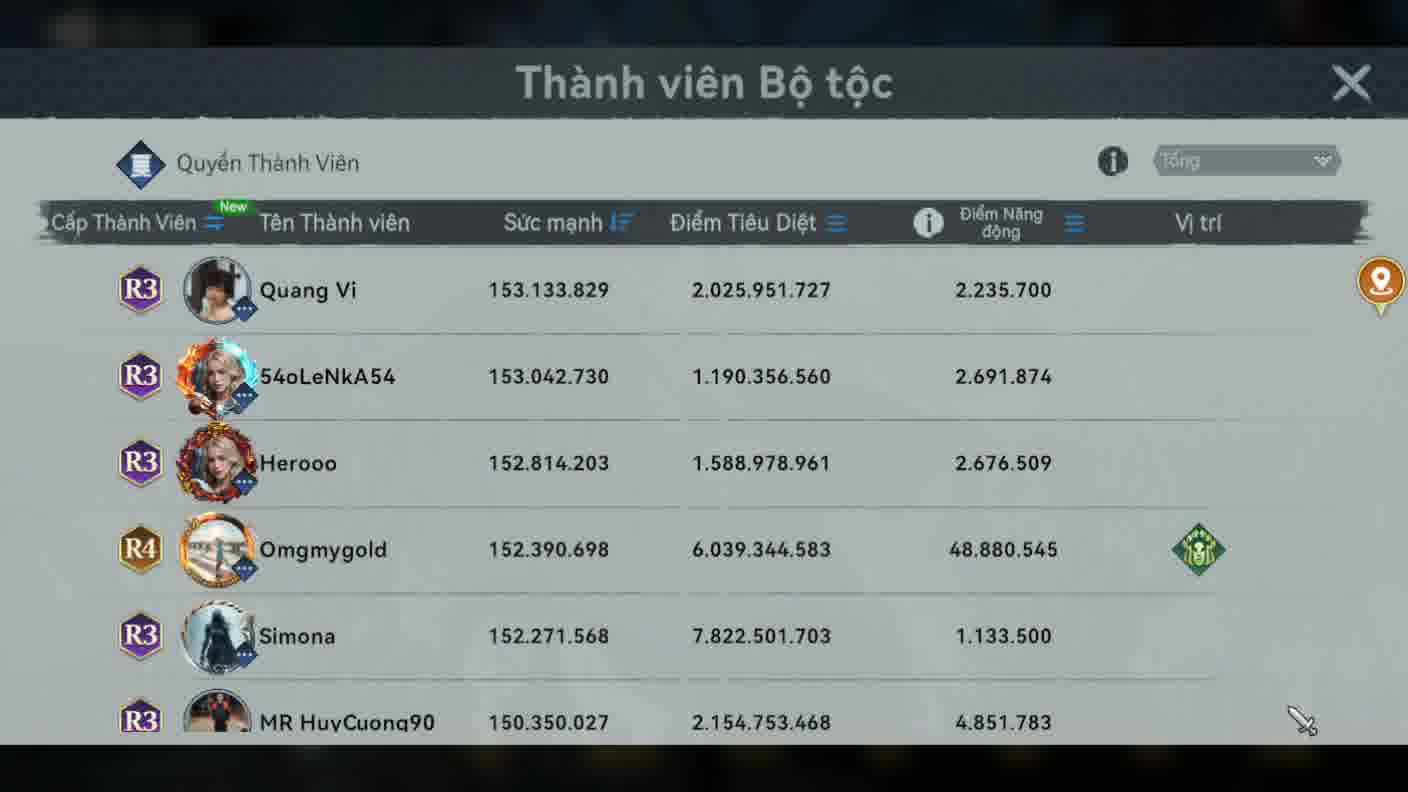 Thành viên Bộ tộc
Quyền Thành Viên
Tổng
New
Cấp Thành Viên Tên Thành viên Sức mạnh Điểm Tiêu Diệt Điểm Năng động Vị trí
R3 Quang Vi 153.133.829 2.025.951.727 2.235.700
R3 54oLeNkA54 153.042.730 1.190.356.560 2.691.874
R3 Herooo 152.814.203 1.588.978.961 2.676.509
R4 Omgmygold 152.390.698 6.039.344.583 48.880.545
R3 Simona 152.271.568 7.822.501.703 1.133.500
R3 MR HuyCuong90 150.350.027 2.154.753.468 4.851.783